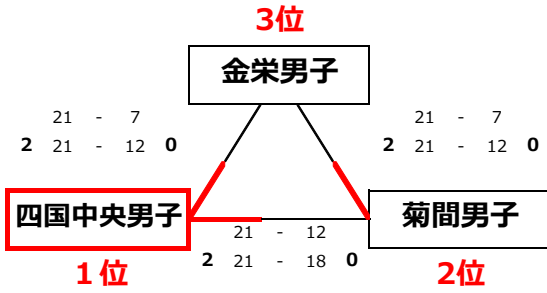 3位
金栄男子
21 - 7
2 21 - 12 0
21 - 7
2 21 - 12 0
四国中央男子
菊間男子
21 - 12
2 21 - 18 0
1位
2位